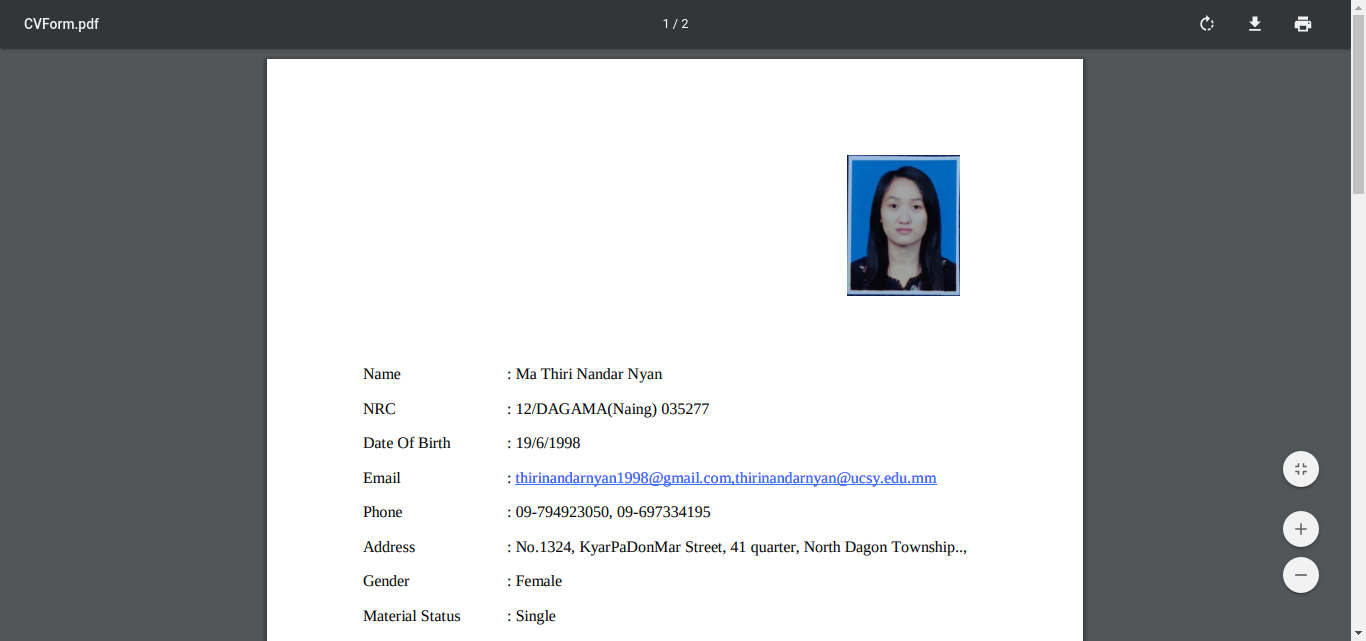 CVForm.pdf 1 / 2
Name : Ma Thiri Nandar Nyan
NRC : 12/DAGAMA(Naing) 035277
Date Of Birth : 19/6/1998
Email : thirinandarnyan1998@gmail.com,thirinandarnyan@ucsy.edu.mm
Phone : 09-794923050, 09-697334195
Address : No.1324, KyarPaDonMar Street, 41 quarter, North Dagon Township..,
Gender : Female
Material Status : Single